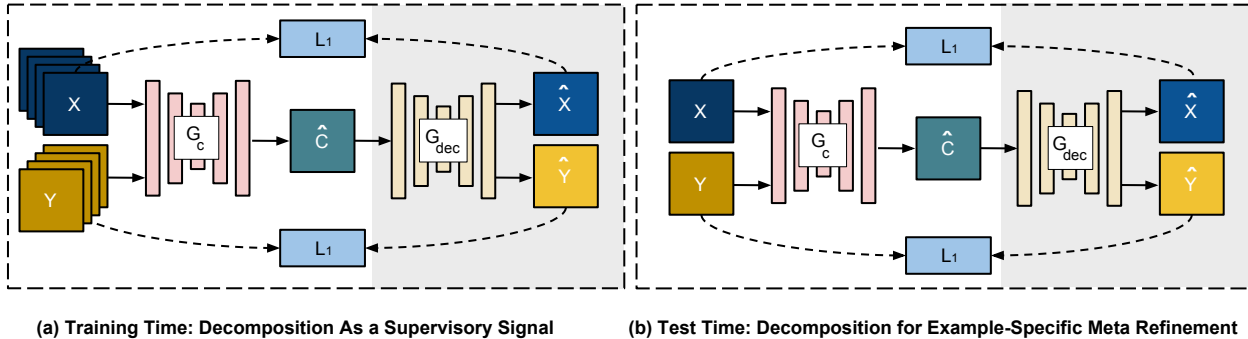 L1
X
X̂
Gc
Ĉ
Gdec
Y
Ŷ
L1
L1
X
X̂
Gc
Ĉ
Gdec
Y
Ŷ
L1
(a) Training Time: Decomposition As a Supervisory Signal
(b) Test Time: Decomposition for Example-Specific Meta Refinement